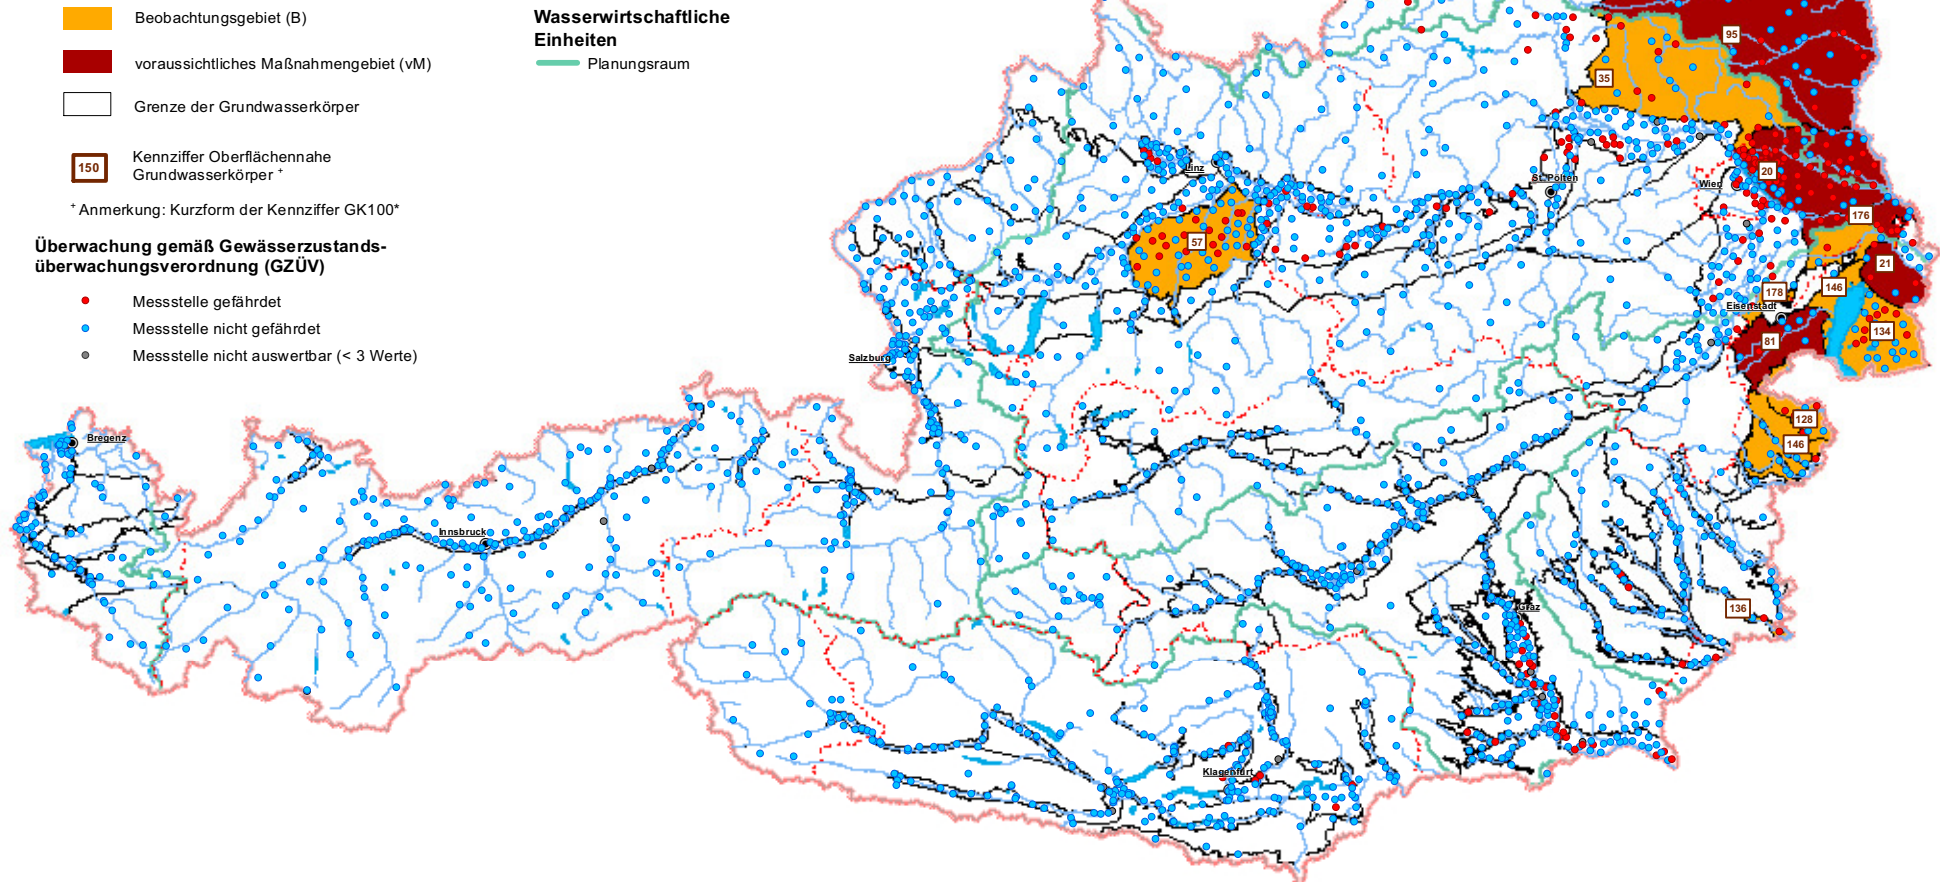 Beobachtungsgebiet (B)
voraussichtliches Maßnahmengebiet (vM)
Grenze der Grundwasserkörper
150
Kennziffer Oberflächennahe
Grundwasserkörper +
+ Anmerkung: Kurzform der Kennziffer GK100*
Überwachung gemäß Gewässerzustands-
überwachungsverordnung (GZÜV)
Messstelle gefährdet
Messstelle nicht gefährdet
Messstelle nicht auswertbar (< 3 Werte)
Wasserwirtschaftliche
Einheiten
Planungsraum
95
35
Linz
St. Pölten
Wien
20
176
57
21
146
178
Eisenstadt
134
81
Salzburg
128
146
Bregenz
Innsbruck
136
Graz
Klagenfurt